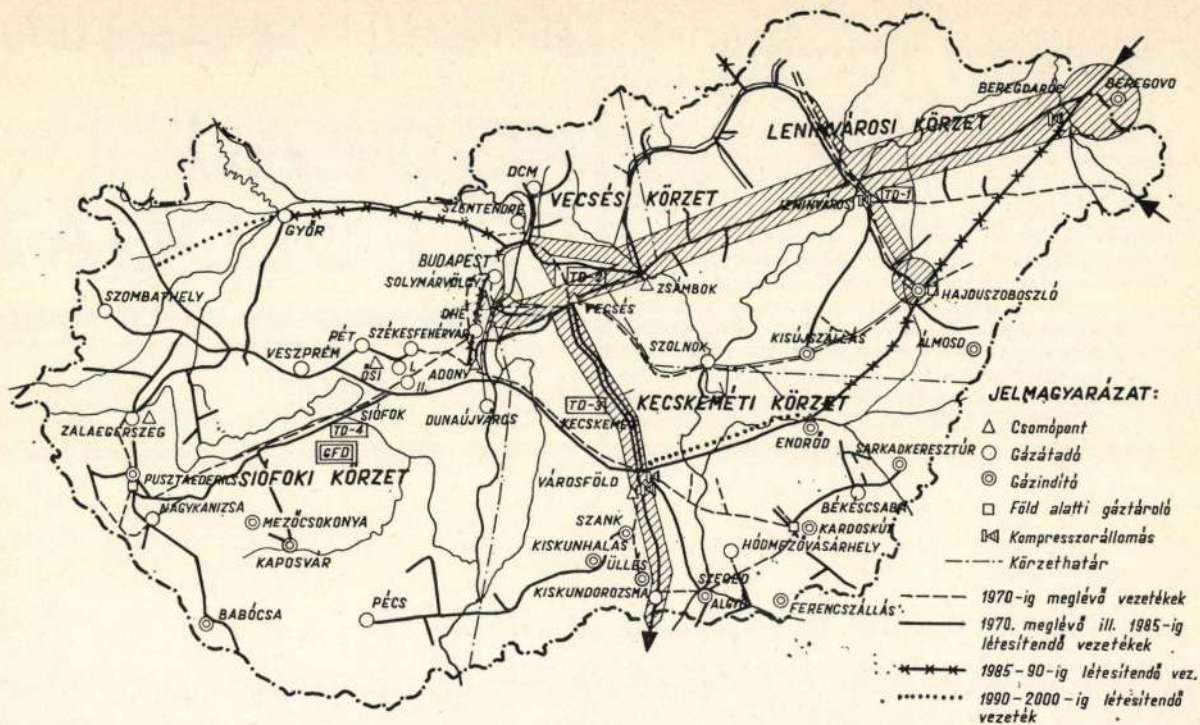 BEREGDARÓC
BEREGOVO
LENINVÁROSI KÖRZET
DCM
VECSÉS KÖRZET
SZENTENDRE
LENINVÁROS
TD-1
GYŐR
BUDAPEST
SOLYMÁRVÖLGY
TD-2
ZSÁMBOK
HAJDUSZOBOSZLÓ
SZOMBATHELY
DHE
VECSÉS
PÉT
SZÉKESFEHÉRVÁR
SZOLNOK
KISÚJSZÁLLÁS
ÁLMOSD
VESZPRÉM
ŐSI
I.
II.
ADONY
SIÓFOK
DUNAÚJVÁROS
TD-3
KECSKEMÉT
KECSKEMÉTI KÖRZET
ZALAEGERSZEG
TD-4
GFD
ENDRŐD
SARKADKERESZTÚR
PUSZTAEDERICS
SIÓFOKI KÖRZET
VÁROSFÖLD
BÉKÉSCSABA
NAGYKANIZSA
MEZŐCSOKONYA
SZANK
KARDOSKÚT
KISKUNHALAS
HÓDMEZŐVÁSÁRHELY
KAPOSVÁR
ÜLLÉS
SZEGED
KISKUNDOROZSMA
ALGYŐ
FERENCSZÁLLÁS
BABÓCSA
PÉCS
JELMAGYARÁZAT:
Csomópont
Gázátadó
Gázindító
Föld alatti gáztároló
Kompresszorállomás
Körzethatár
1970-ig meglévő vezetékek
1970. meglévő ill. 1985-ig
létesítendő vezetékek
1985-90-ig létesítendő vez.
1990-2000-ig létesítendő
vezeték